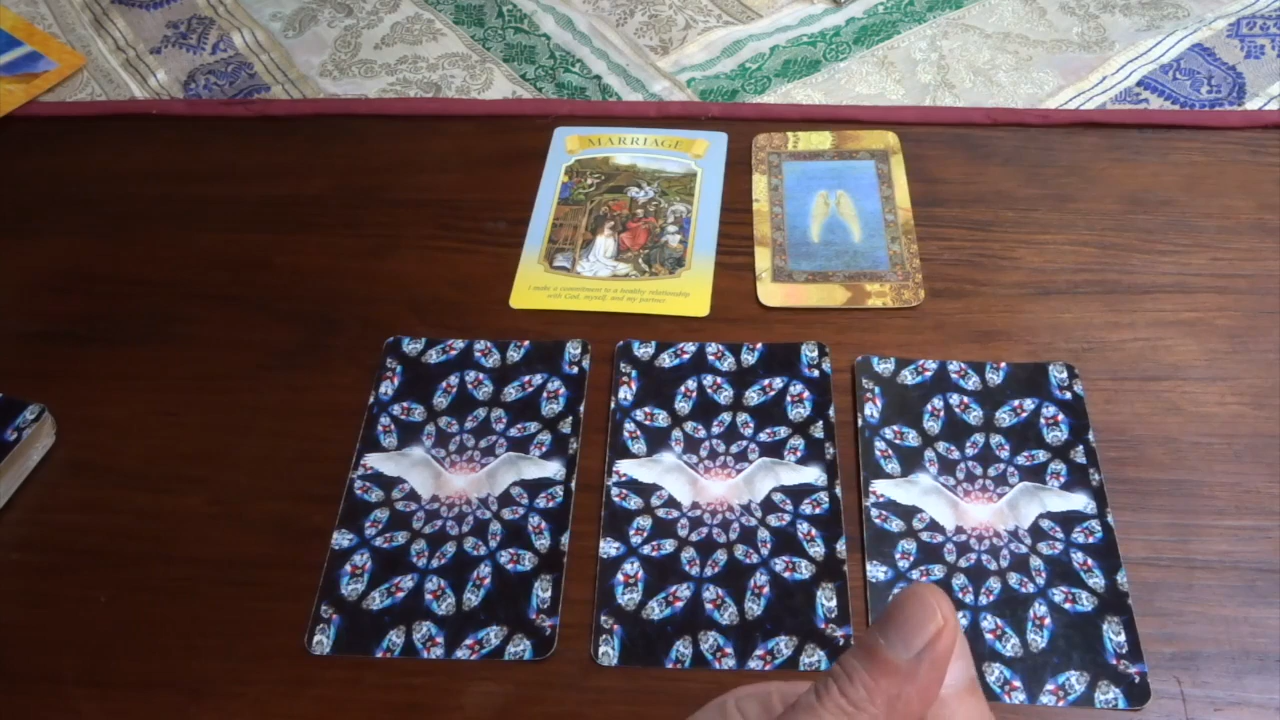 MARRIAGE
I make a commitment to a healthy relationship
with God, myself, and my partner